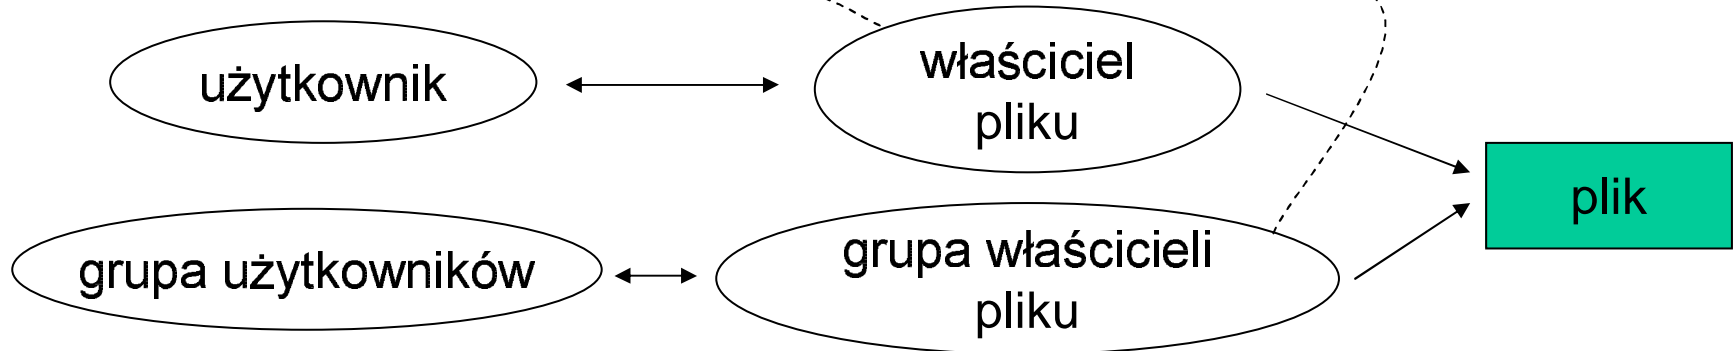 użytkownik
właściciel
pliku
plik
grupa użytkowników
grupa właścicieli
pliku